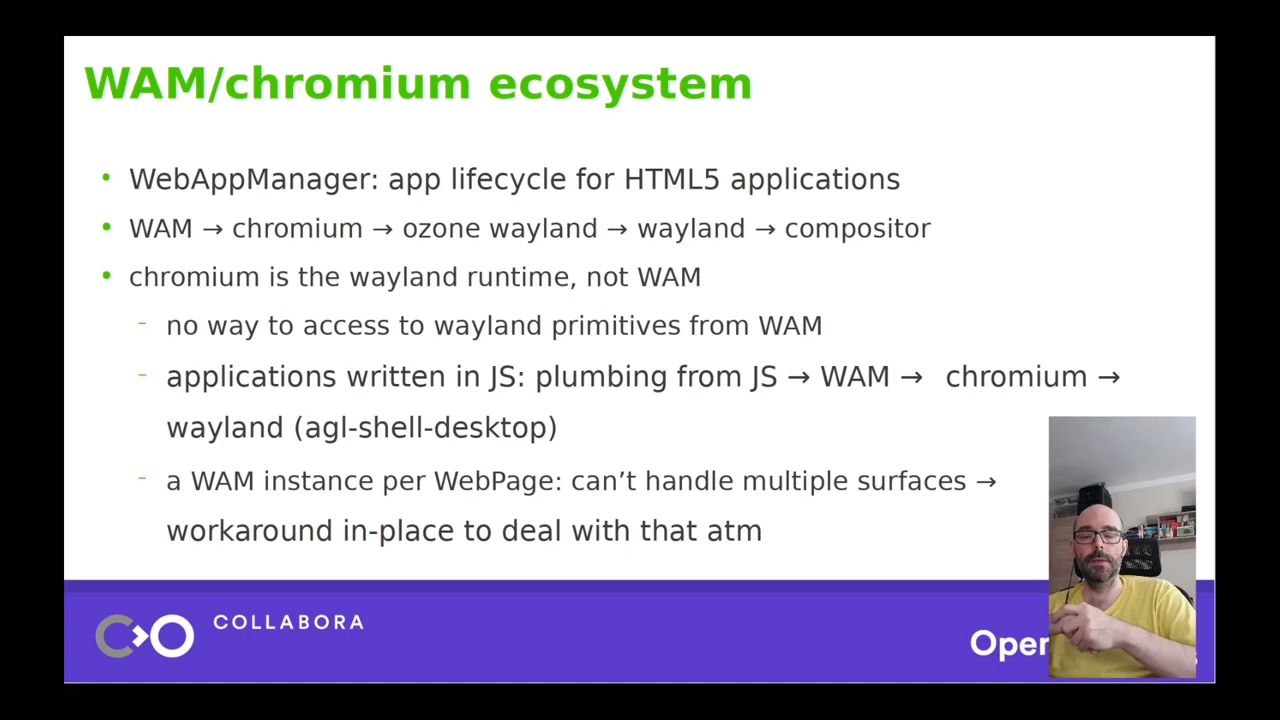 WAM/chromium ecosystem
• WebAppManager: app lifecycle for HTML5 applications
• WAM → chromium → ozone wayland → wayland → compositor
• chromium is the wayland runtime, not WAM
– no way to access to wayland primitives from WAM
– applications written in JS: plumbing from JS → WAM → chromium →
wayland (agl-shell-desktop)
– a WAM instance per WebPage: can’t handle multiple surfaces →
workaround in-place to deal with that atm
COLLABORA
Open